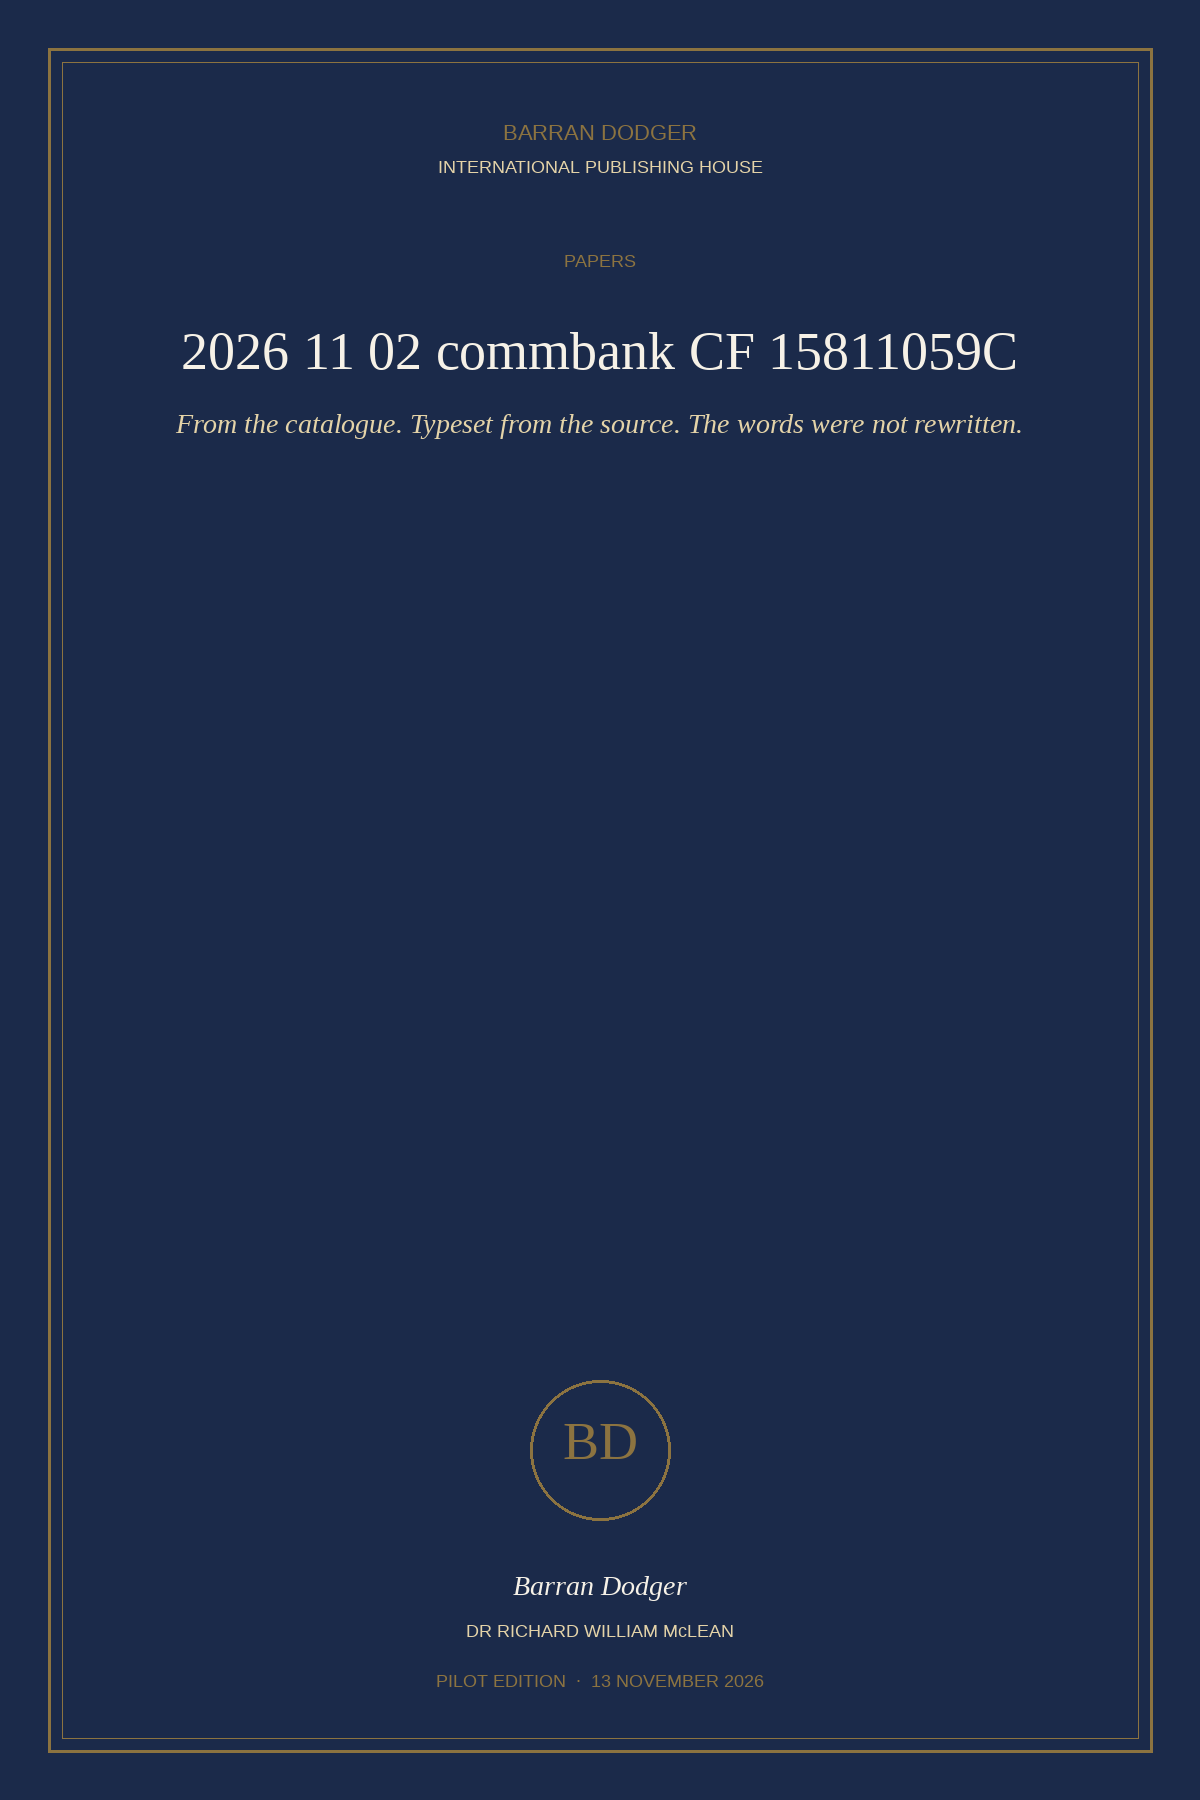 BARRAN DODGER
INTERNATIONAL PUBLISHING HOUSE
PAPERS
2026 11 02 commbank CF 15811059C
From the catalogue. Typeset from the source. The words were not rewritten.
BD
Barran Dodger
DR RICHARD WILLIAM McLEAN
PILOT EDITION · 13 NOVEMBER 2026